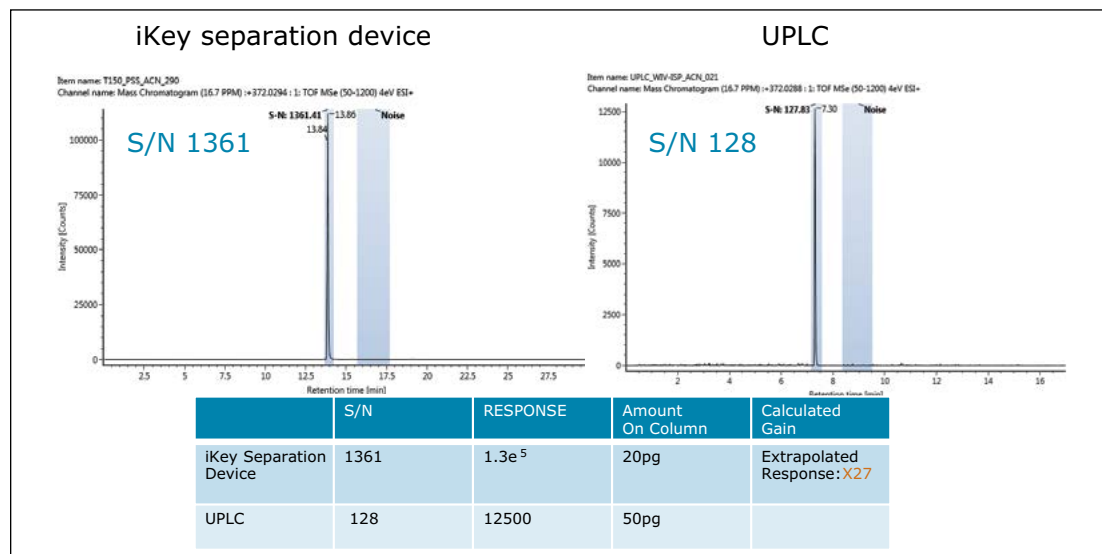 iKey separation device
UPLC
Item name: T150_PSS_ACN_290
Channel name: Mass Chromatogram (16.7 PPM) :+372.0294 : 1: TOF MSe (50-1200) 4eV ESI+
S-N: 1361.41
13.86
Noise
13.84
S/N 1361
100000
75000
50000
25000
0
Intensity [Counts]
2.5 5 7.5 10 12.5 15 17.5 20 22.5 25 27.5
Retention time [min]
Item name: UPLC_WIV-ISP_ACN_021
Channel name: Mass Chromatogram (16.7 PPM) :+372.0288 : 1: TOF MSe (50-1200) 4eV ESI+
S-N: 127.83
7.30
Noise
S/N 128
12500
10000
7500
5000
2500
0
Intensity [Counts]
2 4 6 8 10 12 14 16
Retention time [min]
S/N RESPONSE Amount On Column Calculated Gain
iKey Separation Device 1361 1.3e5 20pg Extrapolated Response:X27
UPLC 128 12500 50pg